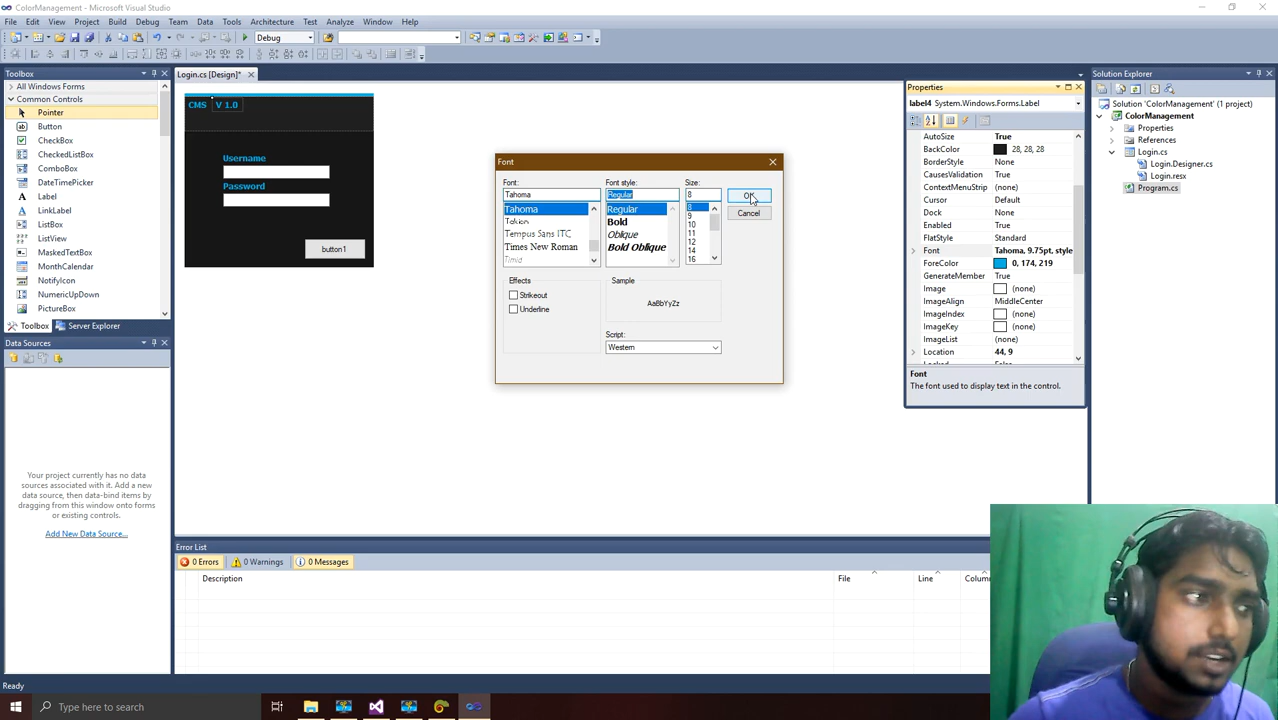 ColorManagement - Microsoft Visual Studio
File Edit View Project Build Debug Team Data Tools Architecture Test Analyze Window Help
Debug
Toolbox
All Windows Forms
Common Controls
Pointer
Button
CheckBox
CheckedListBox
ComboBox
DateTimePicker
Label
LinkLabel
ListBox
ListView
MaskedTextBox
MonthCalendar
NotifyIcon
NumericUpDown
PictureBox
Toolbox Server Explorer
Data Sources
Your project currently has no data
sources associated with it. Add a
new data source, then data-bind items by
dragging from this window onto
forms or existing controls.
Add New Data Source...
Ready
Login.cs [Design]*
CMS V 1.0
Username
Password
button1
Font
Font:
Tahoma
Tahoma
Tempus Sans ITC
Times New Roman
Font style:
Regular
Regular
Bold
Oblique
Bold Oblique
Size:
8
8
9
10
11
12
14
16
OK
Cancel
Effects
Strikeout
Underline
Sample
AaBbYyZz
Script:
Western
Error List
0 Errors 0 Warnings 0 Messages
Description File Line
Properties
label4 System.Windows.Forms.Label
AutoSize True
BackColor 28, 28, 28
BorderStyle None
CausesValidation True
ContextMenuStrip (none)
Cursor Default
Dock None
Enabled True
FlatStyle Standard
Font Tahoma, 9.75pt, style
ForeColor 0, 174, 219
GenerateMember True
Image (none)
ImageAlign MiddleCenter
ImageIndex (none)
ImageKey (none)
ImageList (none)
Location 44, 9
Font
The font used to display text in the control.
Solution Explorer
Solution 'ColorManagement' (1 project)
ColorManagement
Properties
References
Login.cs
Login.Designer.cs
Login.resx
Program.cs
Type here to search